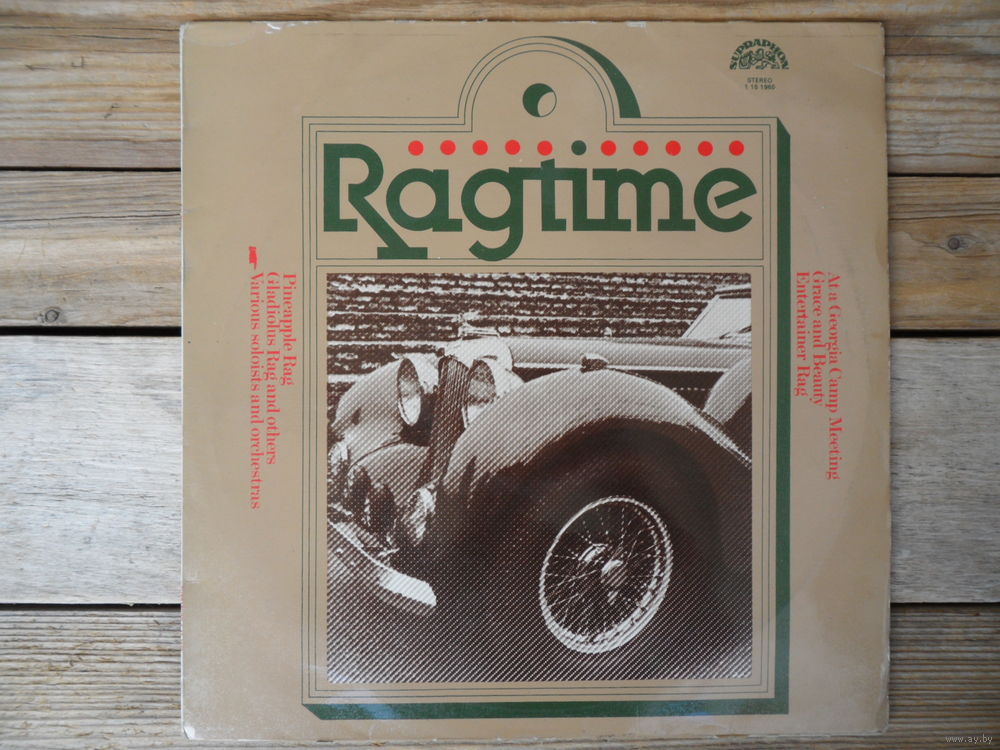 SUPRAPHON
STEREO
1 15 1960
Ragtime
At a Georgia Camp Meeting
Grace and Beauty
Entertainer Rag
Pineapple Rag
Gladiolus Rag and others
Various soloists and orchestras
www.ay.by